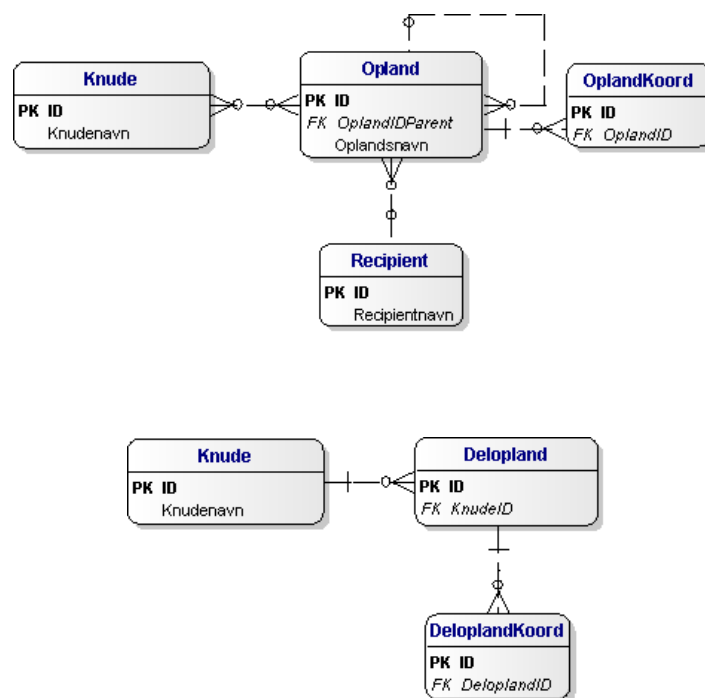 Knude
PK ID
Knudenavn
Opland
PK ID
FK OplandIDParent
Oplandsnavn
OplandKoord
PK ID
FK OplandID
Recipient
PK ID
Recipientnavn
Knude
PK ID
Knudenavn
Delopland
PK ID
FK KnudeID
DeloplandKoord
PK ID
FK DeloplandID